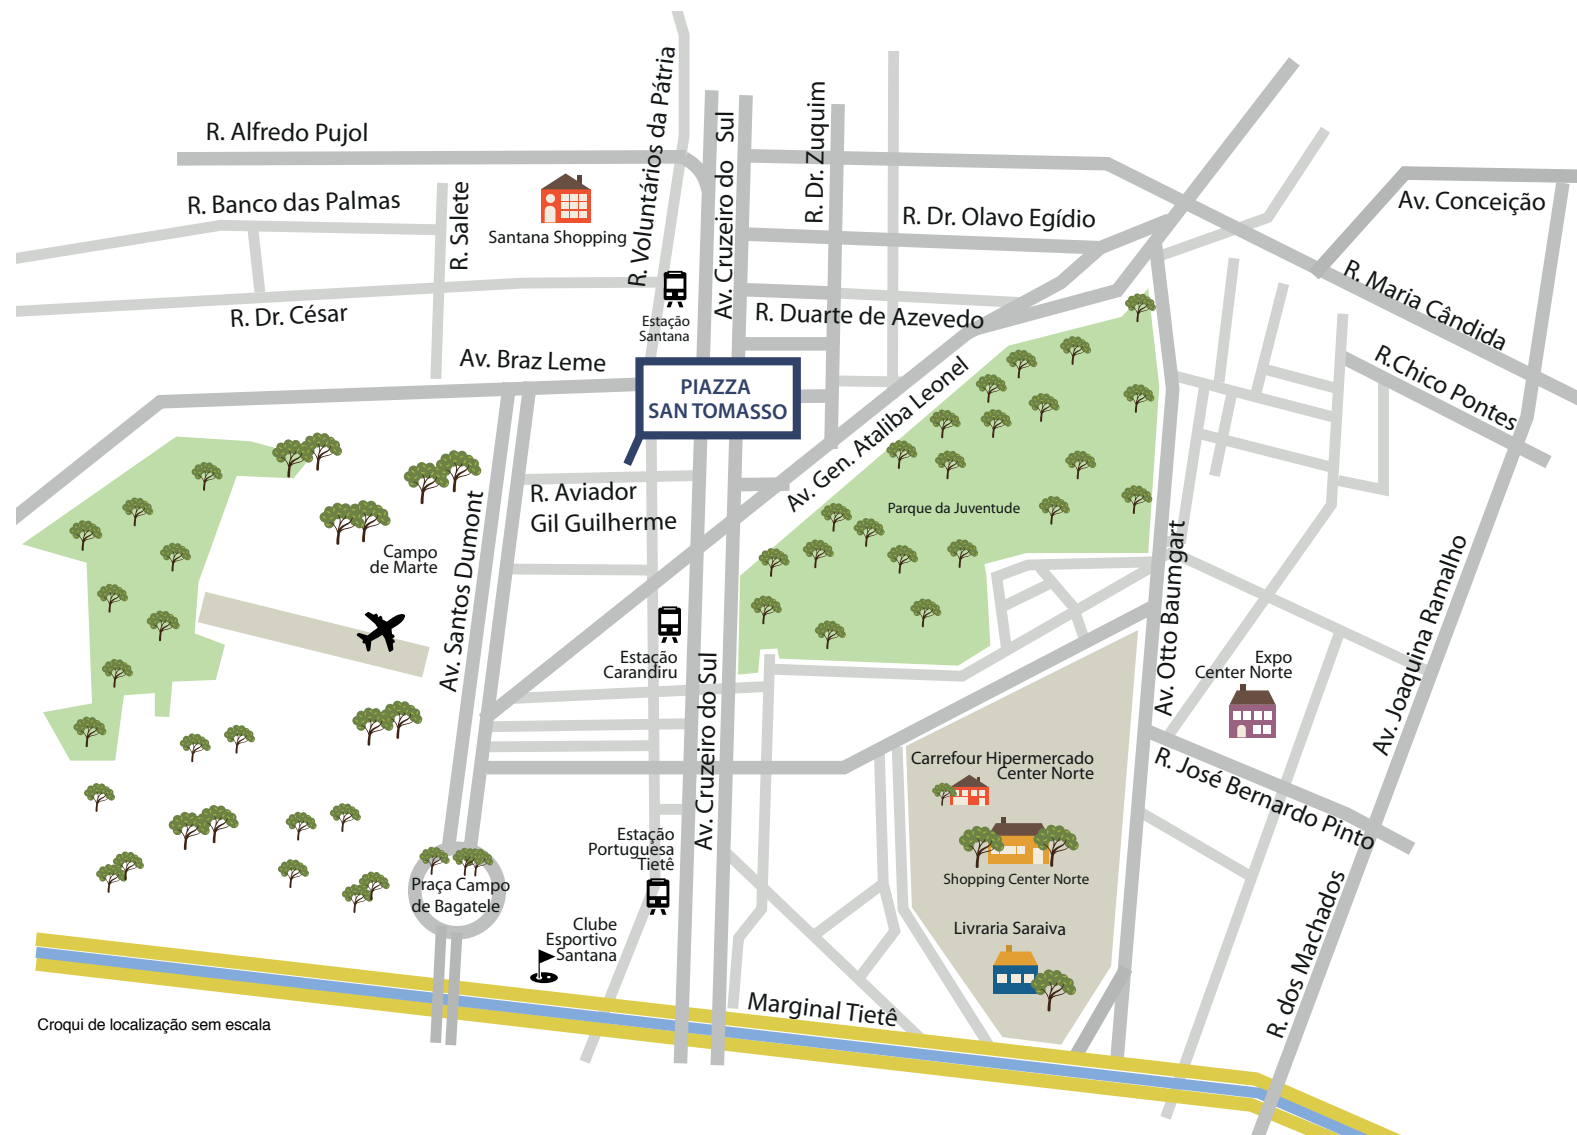 R. Alfredo Pujol
R. Banco das Palmas
R. Salete
Santana Shopping
R. Voluntários da Pátria
Av. Cruzeiro do Sul
R. Dr. Zuquim
R. Dr. Olavo Egídio
Av. Conceição
R. Maria Cândida
R.Chico Pontes
R. Dr. César
Estação
Santana
R. Duarte de Azevedo
Av. Braz Leme
PIAZZA
SAN TOMASSO
Av. Gen. Ataliba Leonel
R. Aviador
Gil Guilherme
Parque da Juventude
Campo
de Marte
Av. Santos Dumont
Av. Otto Baumgart
Av. Joaquina Ramalho
Estação
Carandiru
Av. Cruzeiro do Sul
Expo
Center Norte
Carrefour Hipermercado
Center Norte
R. José Bernardo Pinto
Estação
Portuguesa
Tietê
Shopping Center Norte
Praça Campo
de Bagatele
Clube
Esportivo
Santana
Livraria Saraiva
R. dos Machados
Marginal Tietê
Croqui de localização sem escala